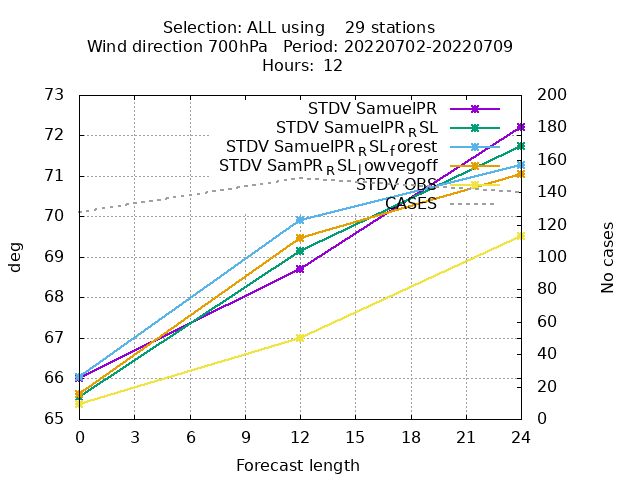 Selection: ALL using    29 stations
Wind direction 700hPa   Period: 20220702-20220709
Hours:  12
73
72
71
70
69
68
67
66
65
200
180
160
140
120
100
80
60
40
20
0
deg
No cases
STDV SamuelPR
STDV SamuelPR_RSL
STDV SamuelPR_RSL_forest
STDV SamPR_RSL_lowvegoff
STDV OBS
CASES
0 3 6 9 12 15 18 21 24
Forecast length